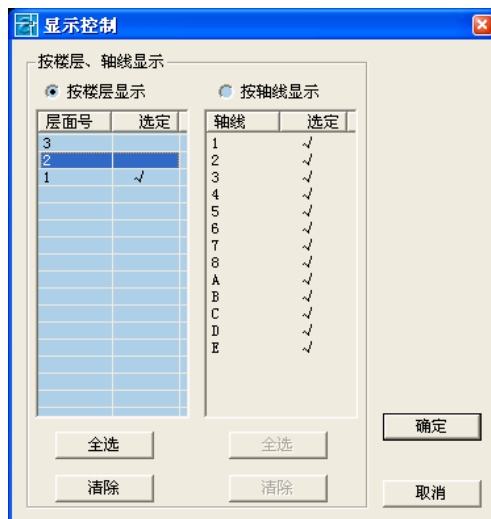 显示控制
按楼层、轴线显示
按楼层显示 按轴线显示
层面号 选定 轴线 选定
3 1 √
2 2 √
1 √ 3 √
4 √
5 √
6 √
7 √
8 √
A √
B √
C √
D √
E √
确定
全选 全选
清除 清除 取消